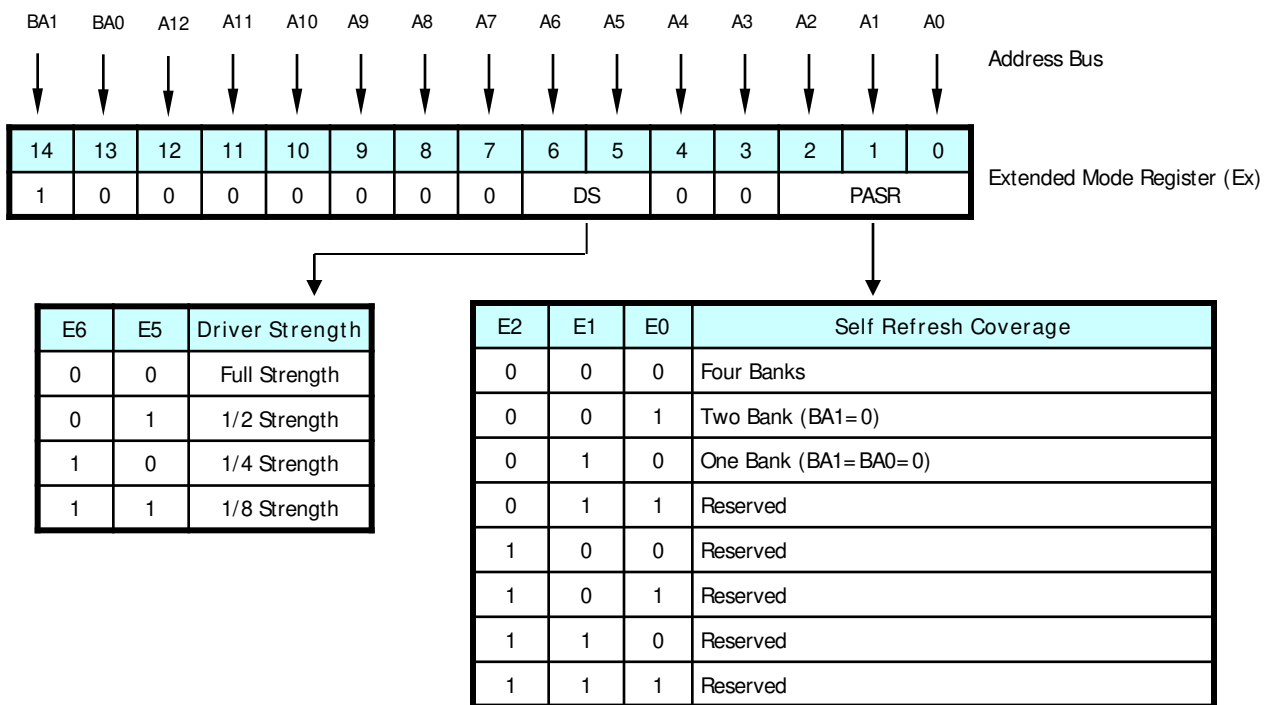 BA1 BA0 A12 A11 A10 A9 A8 A7 A6 A5 A4 A3 A2 A1 A0
Address Bus
14 13 12 11 10 9 8 7 6 5 4 3 2 1 0
Extended Mode Register (Ex)
1 0 0 0 0 0 0 0 DS 0 0 PASR
E6 E5 Driver Strength
0 0 Full Strength
0 1 1/2 Strength
1 0 1/4 Strength
1 1 1/8 Strength
E2 E1 E0 Self Refresh Coverage
0 0 0 Four Banks
0 0 1 Two Bank (BA1=0)
0 1 0 One Bank (BA1=BA0=0)
0 1 1 Reserved
1 0 0 Reserved
1 0 1 Reserved
1 1 0 Reserved
1 1 1 Reserved